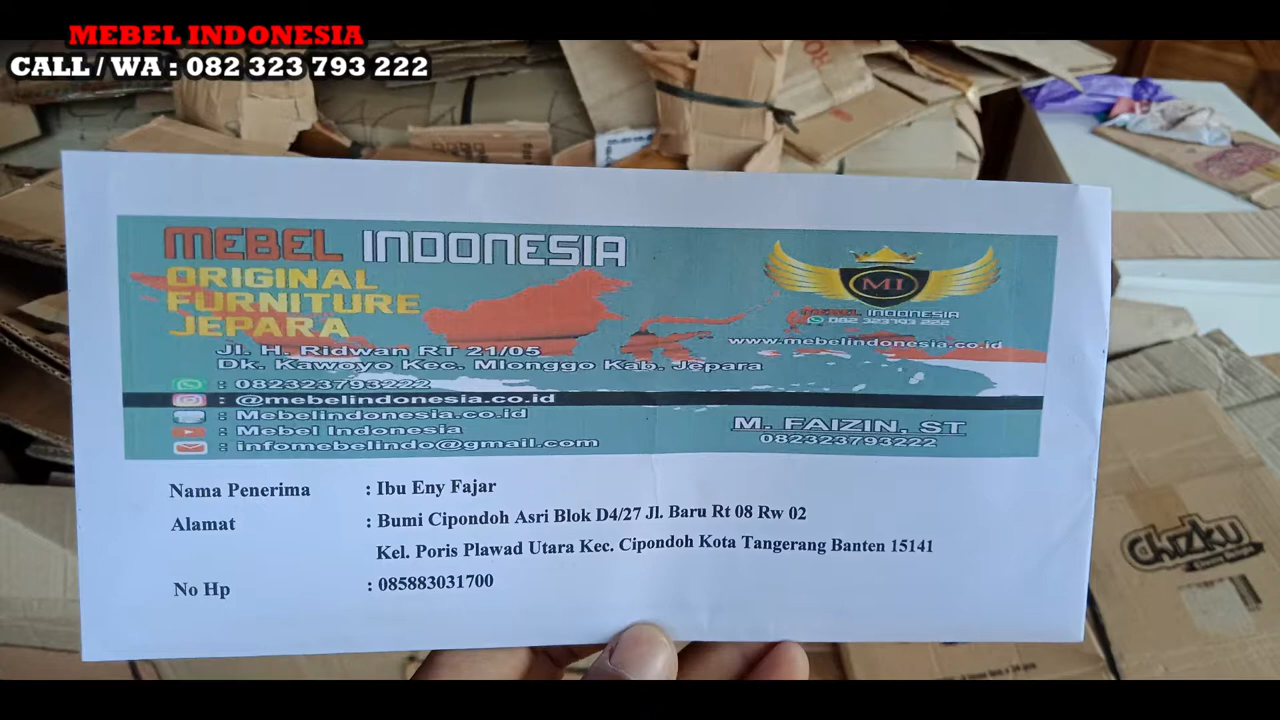 MEBEL INDONESIA
CALL / WA : 082 323 793 222
MEBEL INDONESIA
ORIGINAL
FURNITURE
JEPARA
Jl. H. Ridwan RT 21/05
Dk. Kawoyo Kec. Mlonggo Kab. Jepara
: 082323793222
: @mebelindonesia.co.id
: Mebelindonesia.co.id
: Mebel Indonesia
: infomebelindo@gmail.com
MI
MEBEL INDONESIA
082 323793 222
www.mebelindonesia.co.id
M. FAIZIN, ST
082323793222
Nama Penerima : Ibu Eny Fajar
Alamat : Bumi Cipondoh Asri Blok D4/27 Jl. Baru Rt 08 Rw 02
Kel. Poris Plawad Utara Kec. Cipondoh Kota Tangerang Banten 15141
No Hp : 085883031700
Chizku